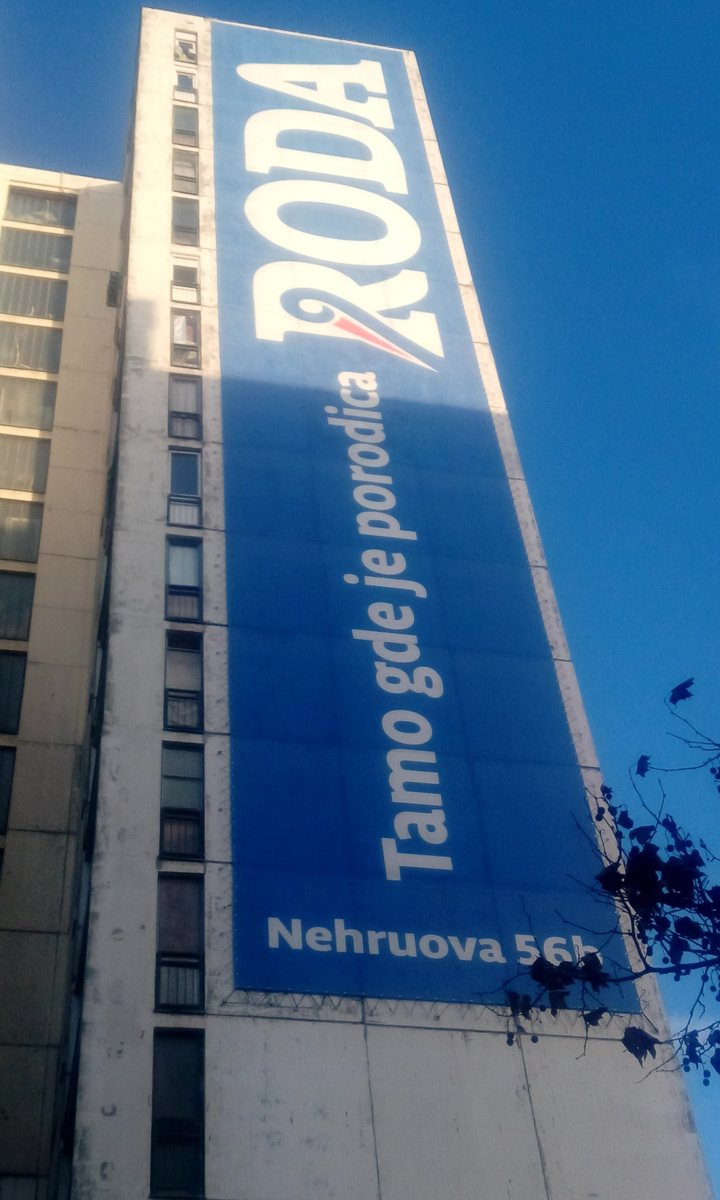 RODA
Tamo gde je porodica
Nehruova 56b